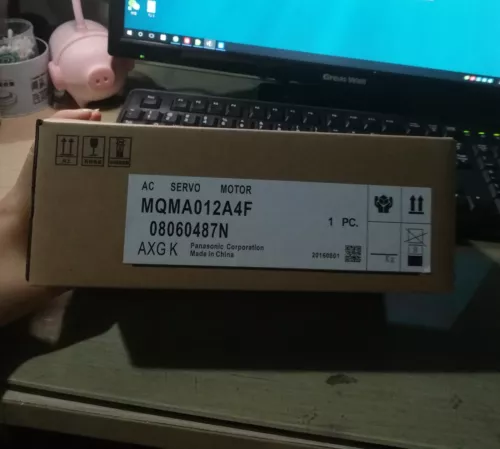 AC SERVO MOTOR
MQMA012A4F
1 PC.
08060487N
AXG K
Panasonic Corporation
Made in China